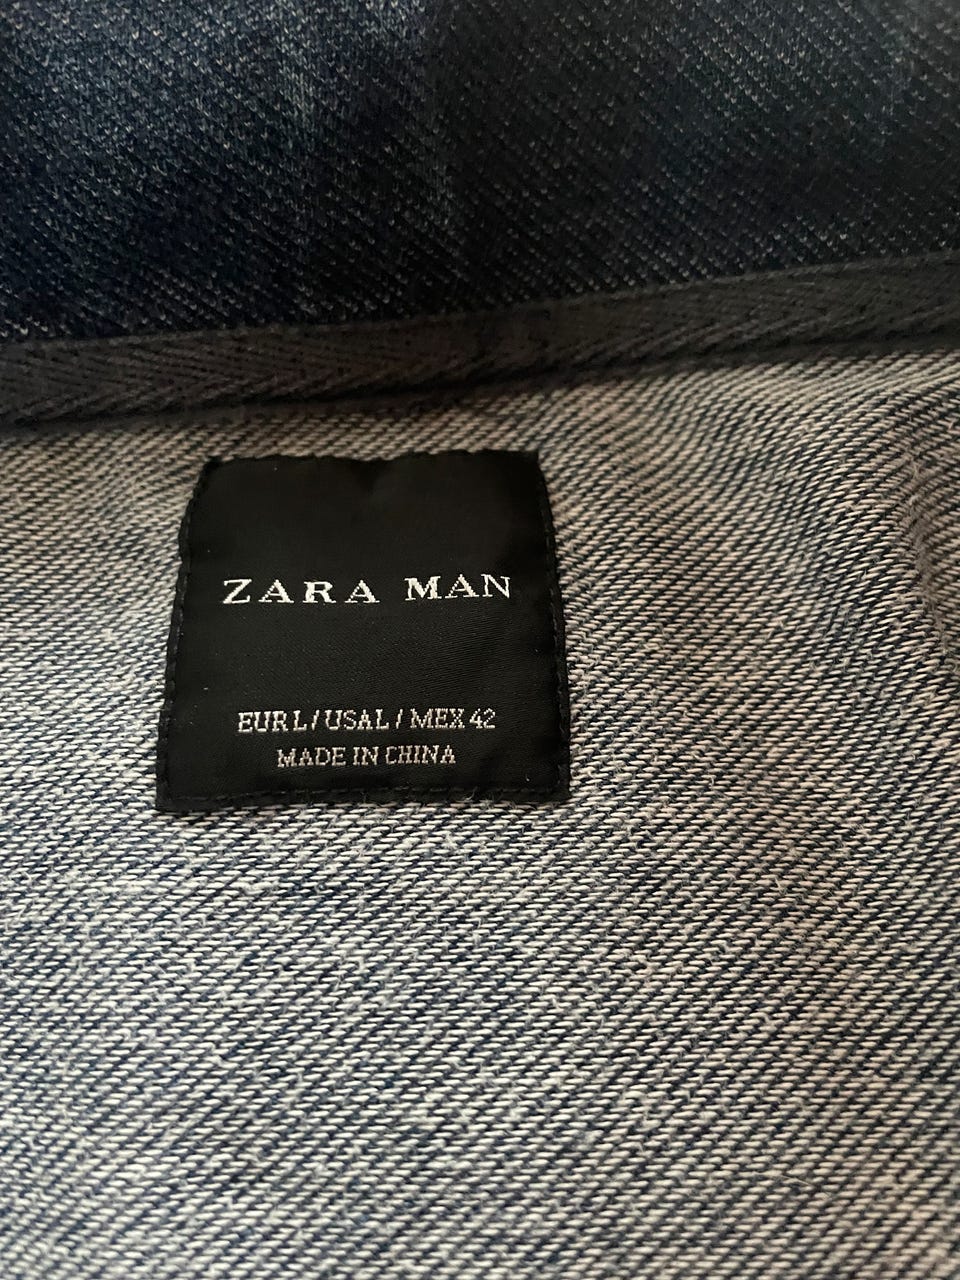 ZARA MAN
EUR L / USA L / MEX 42
MADE IN CHINA